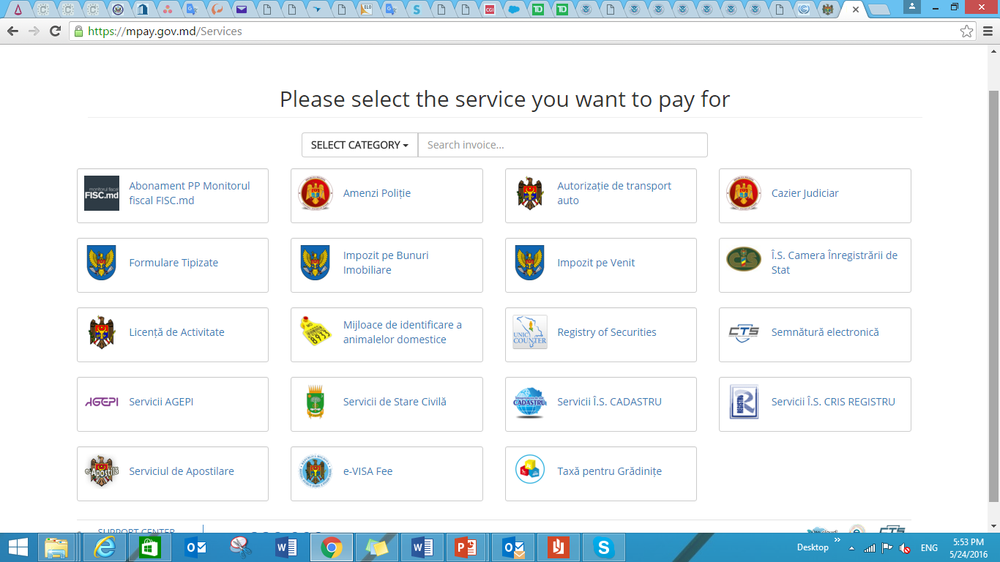 https://mpay.gov.md/Services
Please select the service you want to pay for
SELECT CATEGORY
Search invoice...
monitorul fiscal
FISC.md
Abonament PP Monitorul
fiscal FISC.md
Amenzi Poliție
Autorizație de transport
auto
Cazier Judiciar
Formulare Tipizate
Impozit pe Bunuri
Imobiliare
Impozit pe Venit
Î.S. Camera Înregistrării de
Stat
Licență de Activitate
8933
Mijloace de identificare a
animalelor domestice
UNIC
COUNTER
Registry of Securities
CTS
Semnătură electronică
AGEPI
Servicii AGEPI
Servicii de Stare Civilă
CADASTRU
Servicii Î.S. CADASTRU
REGISTRU
R
Servicii Î.S. CRIS REGISTRU
e-Apostilă
Serviciul de Apostilare
e-VISA Fee
Taxă pentru Grădinițe
SUPPORT CENTER
CTS
Desktop
ENG
5:53 PM
5/24/2016